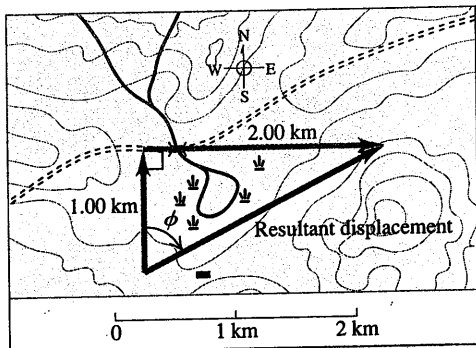 N
W E
S
2.00 km
1.00 km
ϕ
Resultant displacement
0 1 km 2 km